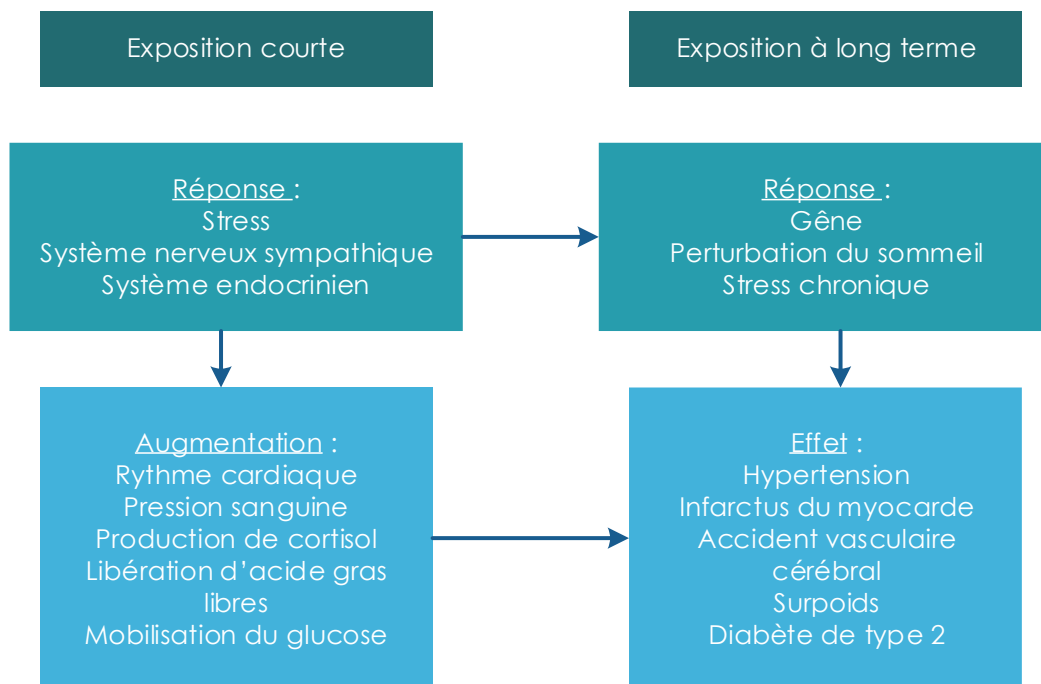 Exposition courte
Exposition à long terme
Réponse :
Stress
Système nerveux sympathique
Système endocrinien
Réponse :
Gêne
Perturbation du sommeil
Stress chronique
Augmentation :
Rythme cardiaque
Pression sanguine
Production de cortisol
Libération d’acide gras
libres
Mobilisation du glucose
Effet :
Hypertension
Infarctus du myocarde
Accident vasculaire
cérébral
Surpoids
Diabète de type 2